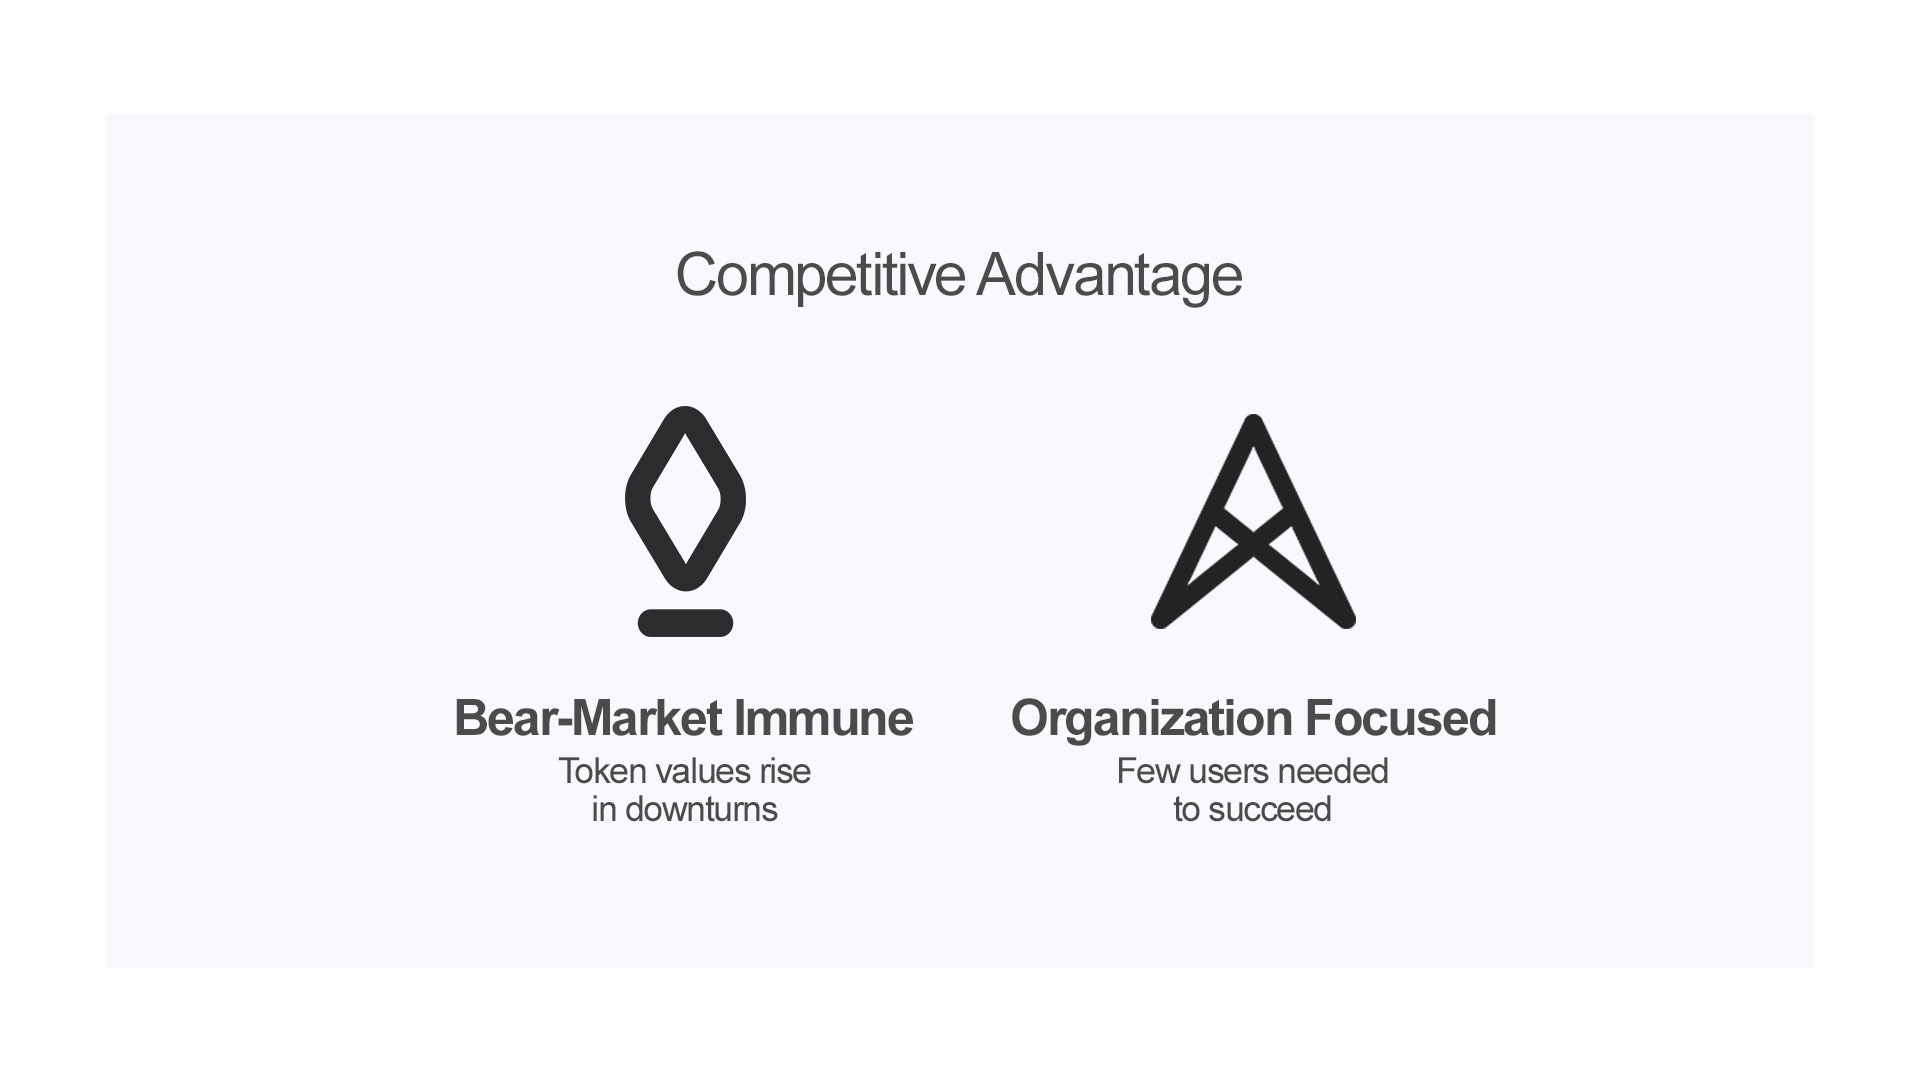 Competitive Advantage
Bear-Market Immune
Token values rise
in downturns
Organization Focused
Few users needed
to succeed